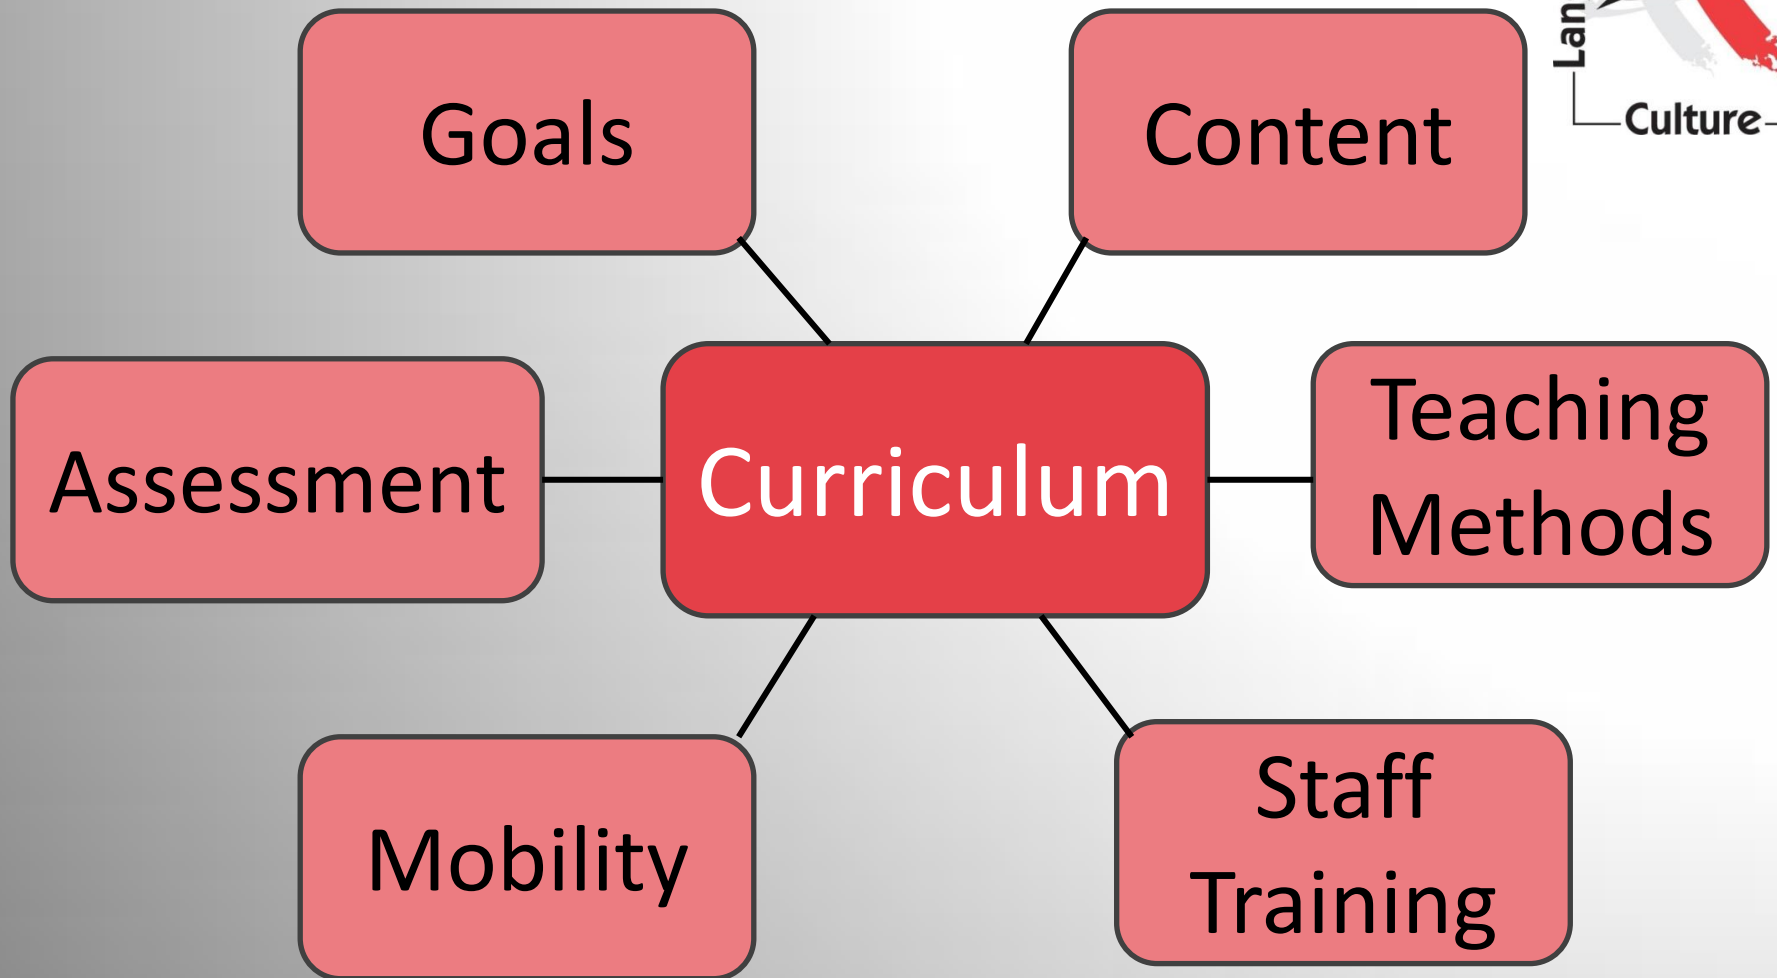 Goals
Content
Culture
Assessment
Curriculum
Teaching
Methods
Mobility
Staff
Training